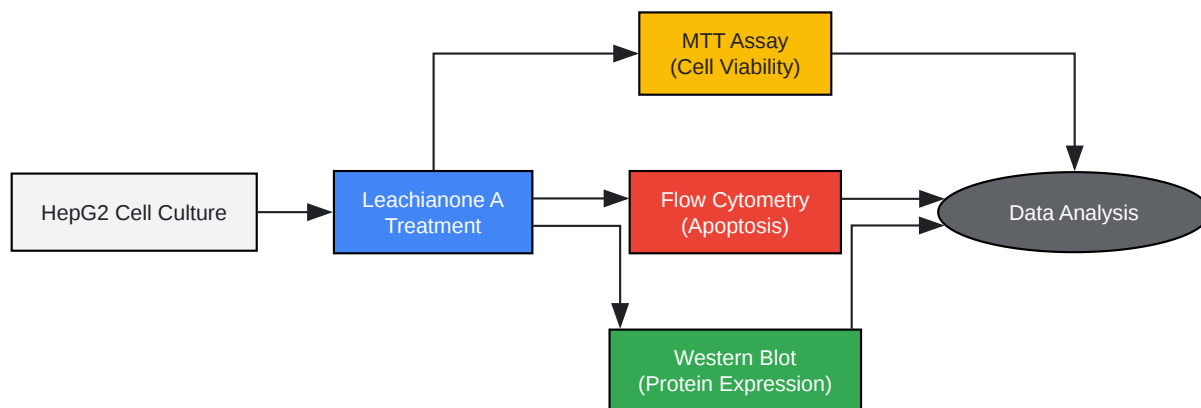 MTT Assay
(Cell Viability)
HepG2 Cell Culture
Leachianone A
Treatment
Flow Cytometry
(Apoptosis)
Data Analysis
Western Blot
(Protein Expression)